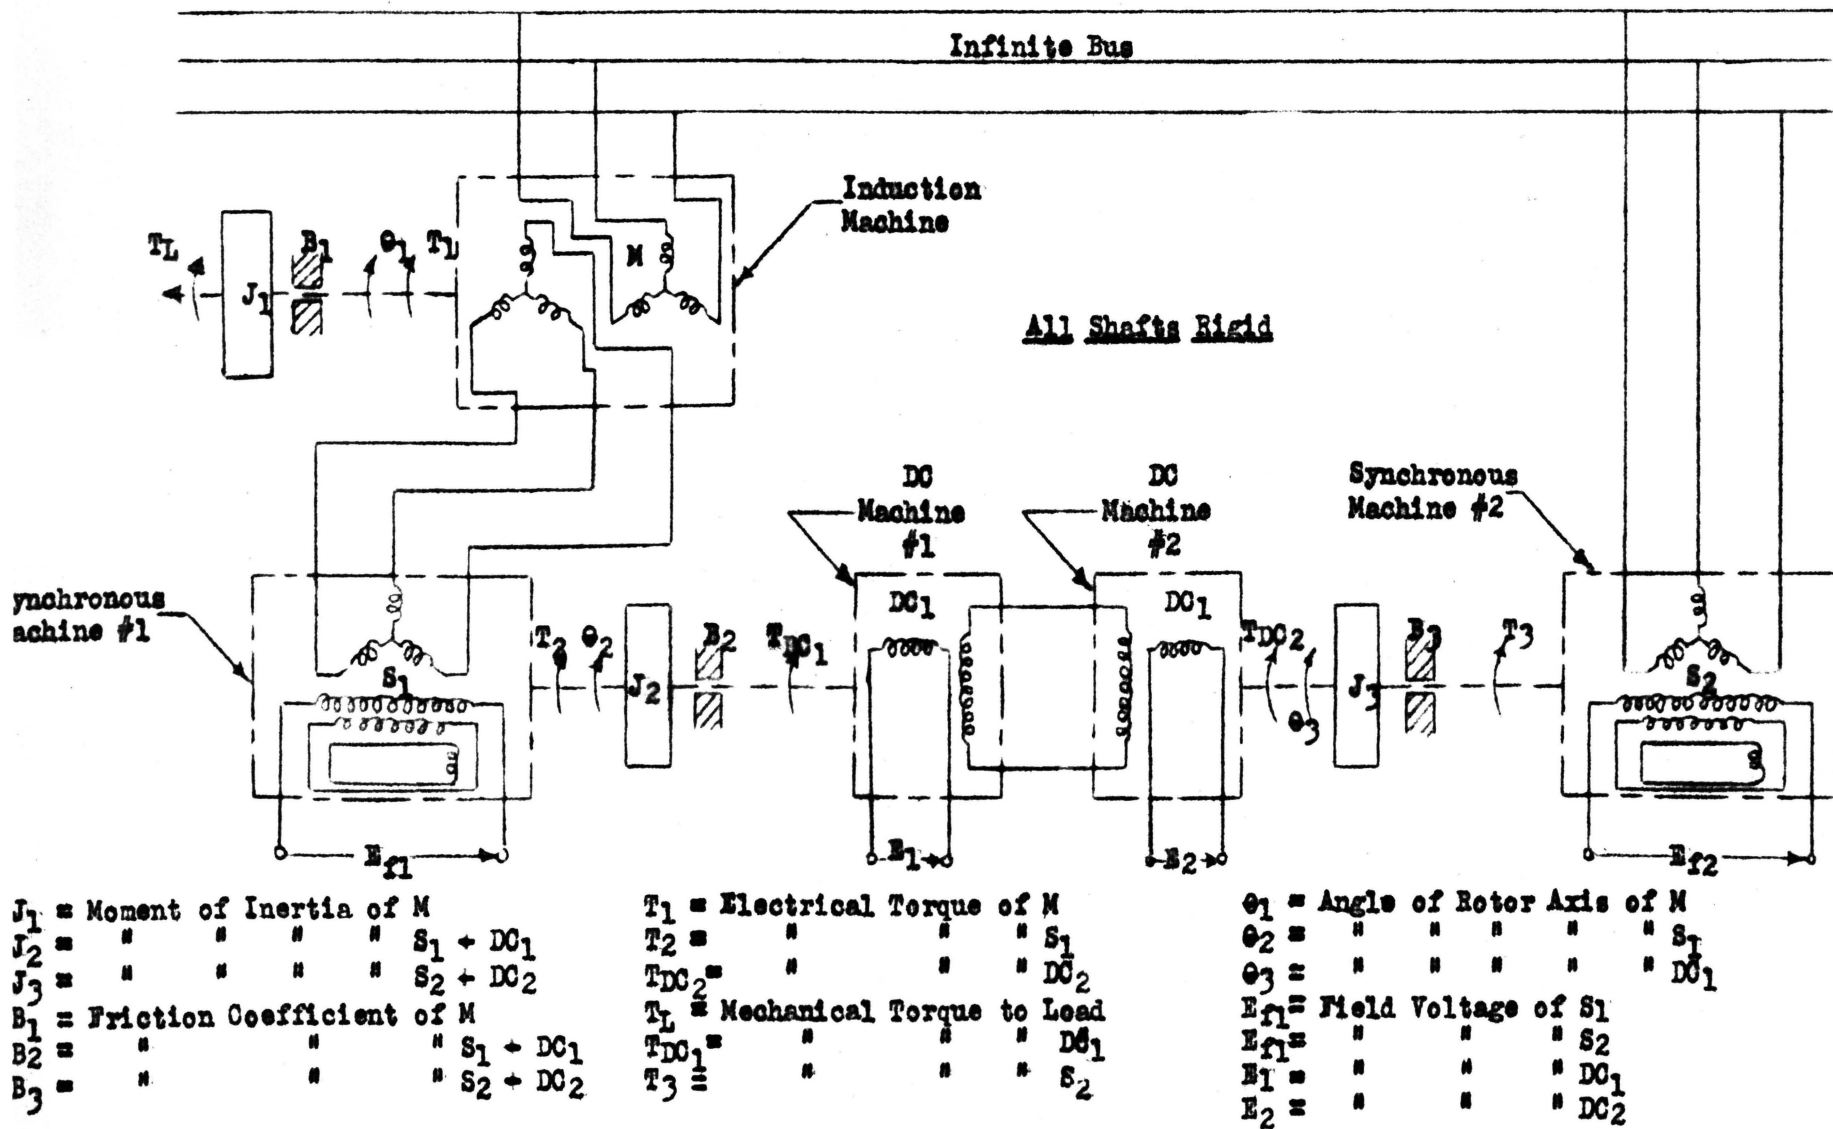 Infinite Bus
Induction
Machine
TL
J1
B1
θ1
T1
M
All Shafts Rigid
DC
Machine
#1
DC
Machine
#2
Synchronous
Machine #2
ynchronous
achine #1
S1
T2
θ2
J2
B2
TDC1
DC1
DC1
TDC2
θ3
J3
B3
T3
S2
Ef1
E1
E2
Ef2
J1 = Moment of Inertia of M
J2 = " " " " S1 + DC1
J3 = " " " " S2 + DC2
B1 = Friction Coefficient of M
B2 = " " " S1 + DC1
B3 = " " " S2 + DC2
T1 = Electrical Torque of M
T2 = " " " S1
TDC2 = " " " DC2
TL = Mechanical Torque to Load
TDC1 = " " " DC1
T3 = " " " S2
θ1 = Angle of Rotor Axis of M
θ2 = " " " " " S1
θ3 = " " " " " DC1
Ef1 = Field Voltage of S1
Ef1 = " " " S2
E1 = " " " DC1
E2 = " " " DC2